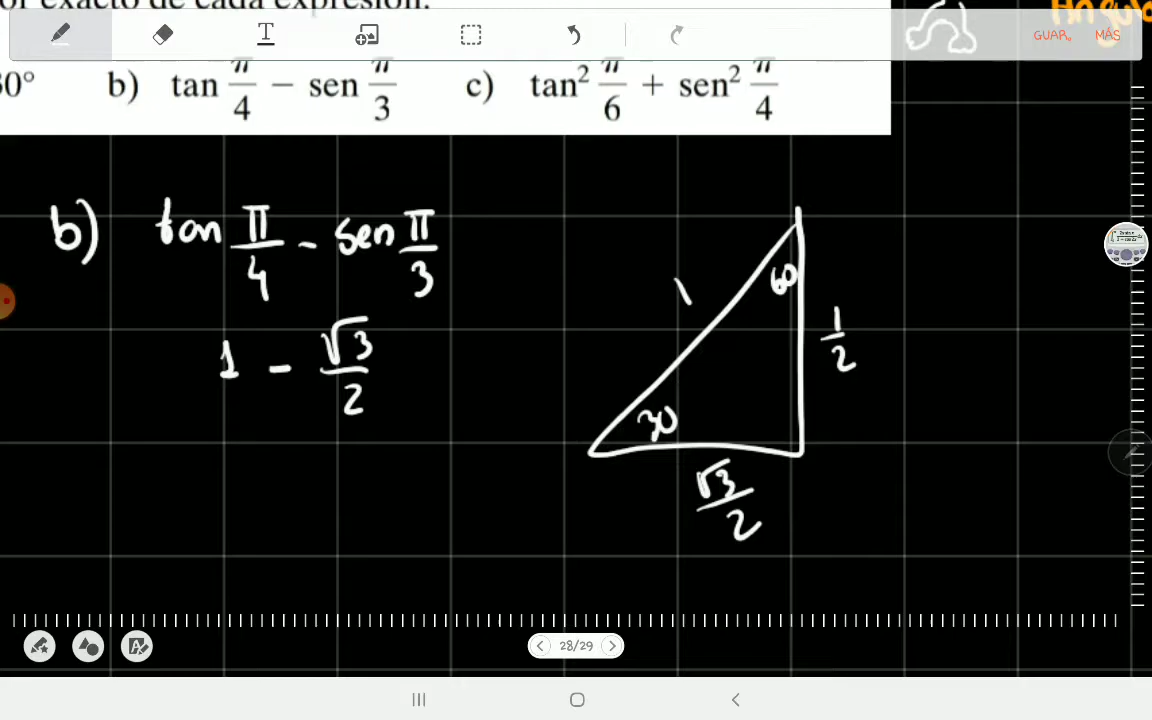 or exacto de cada expresión.
Angulo
T
GUAR. MÁS
30° b) tan π/4 − sen π/3 c) tan² π/6 + sen² π/4
b) tan π/4 - sen π/3
1 - √3/2
1
60
1/2
30
√3/2
28/29